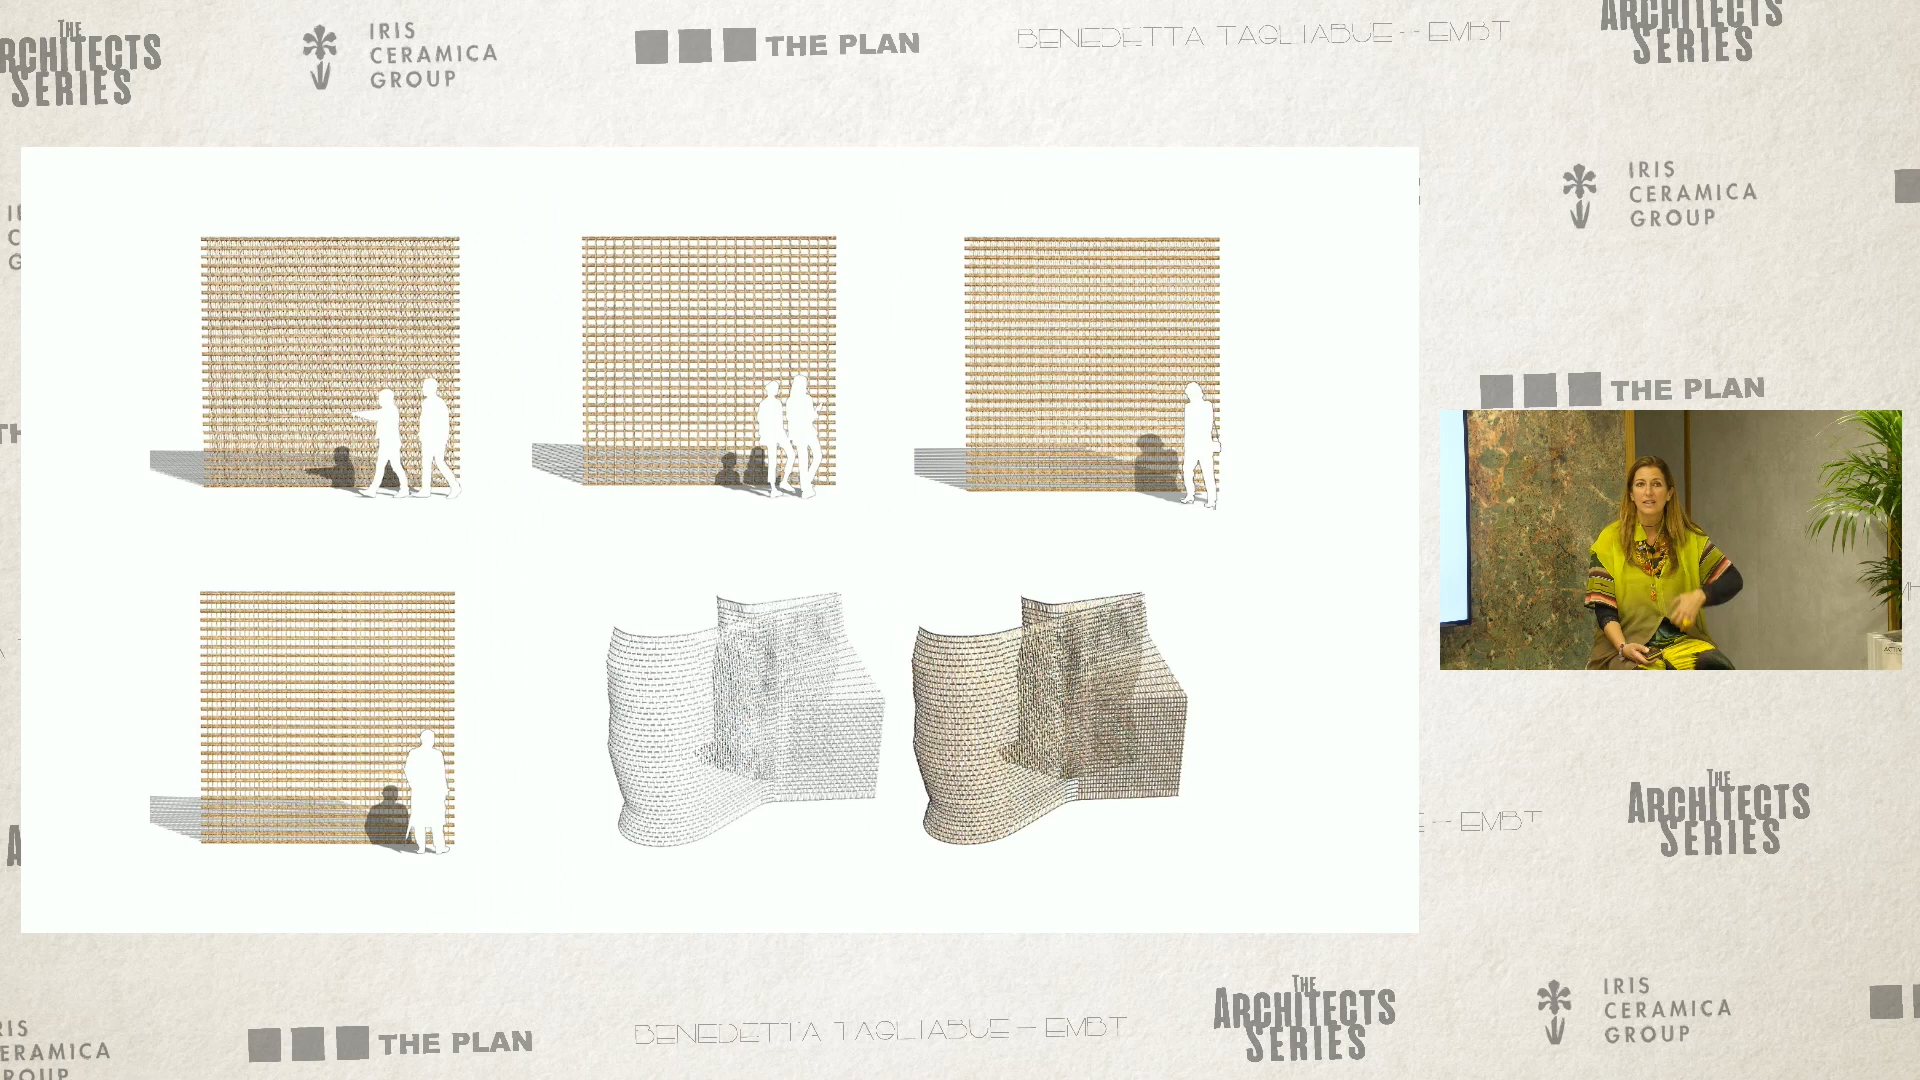 THE
ARCHITECTS
SERIES
IRIS
CERAMICA
GROUP
THE PLAN
BENEDETTA TAGLIABUE -- EMBT
ARCHITECTS
SERIES
IRIS
CERAMICA
GROUP
THE PLAN
-- EMBT
THE
ARCHITECTS
SERIES
ERAMICA
THE PLAN
BENEDETTA TAGLIABUE -- EMBT
THE
ARCHITECTS
SERIES
IRIS
CERAMICA
GROUP